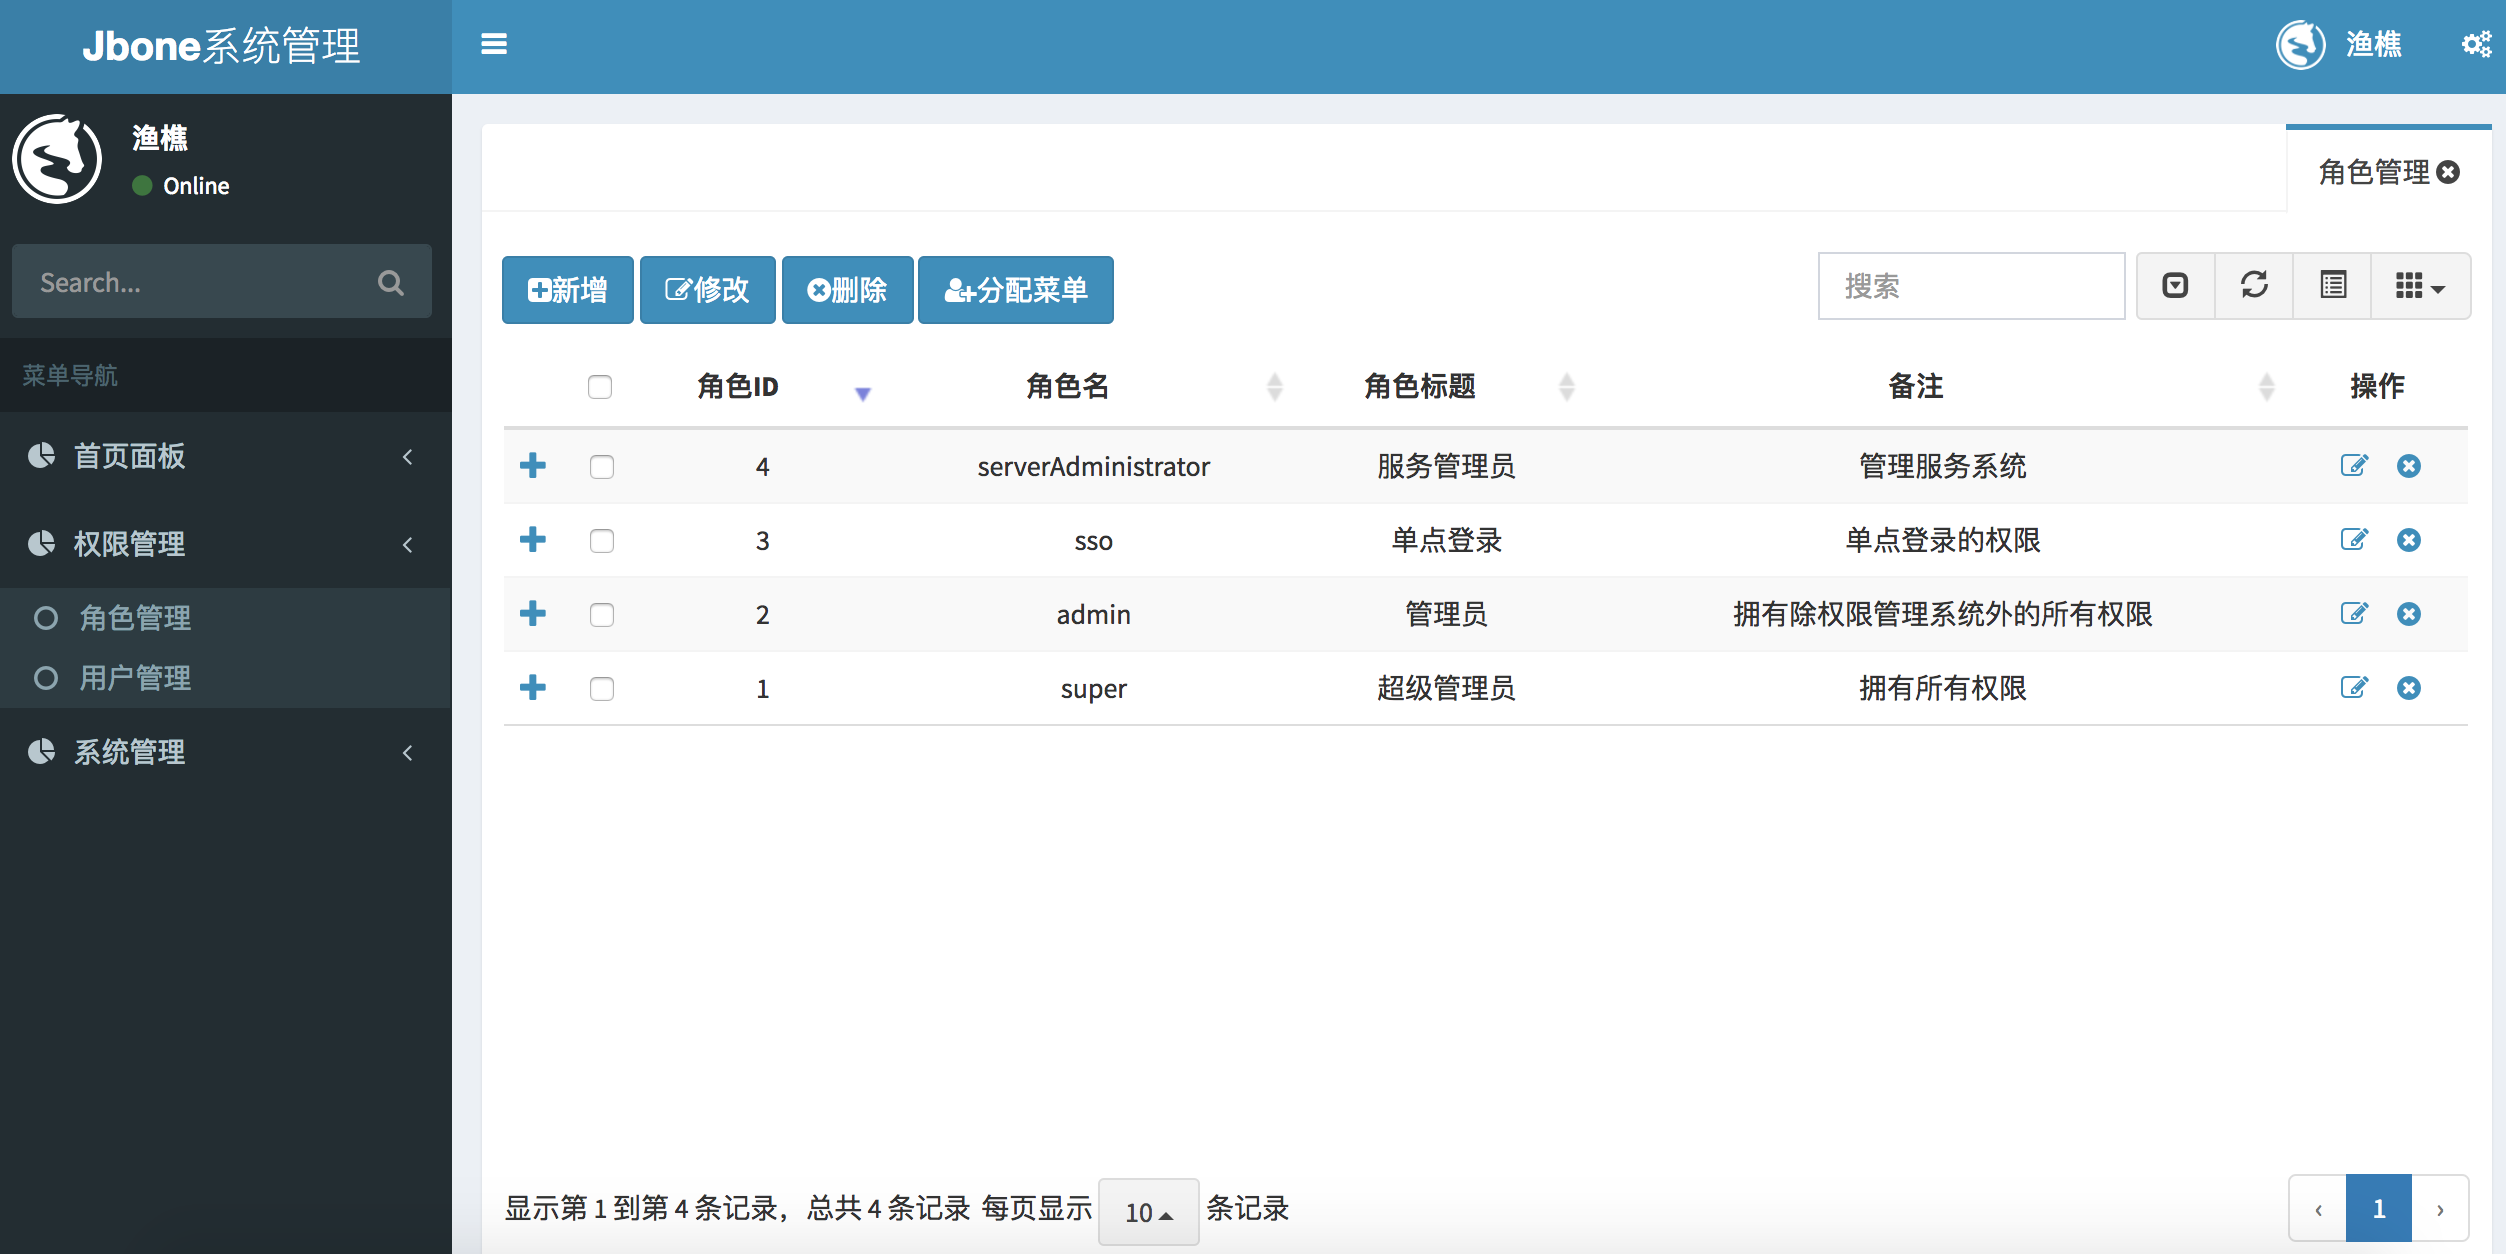 Jbone系统管理
渔樵
渔樵
Online
Search...
菜单导航
首页面板
权限管理
角色管理
用户管理
系统管理
角色管理
新增 修改 删除 分配菜单 搜索
角色ID 角色名 角色标题 备注 操作
4 serverAdministrator 服务管理员 管理服务系统
3 sso 单点登录 单点登录的权限
2 admin 管理员 拥有除权限管理系统外的所有权限
1 super 超级管理员 拥有所有权限
显示第 1 到第 4 条记录，总共 4 条记录 每页显示 10 条记录
‹ 1 ›